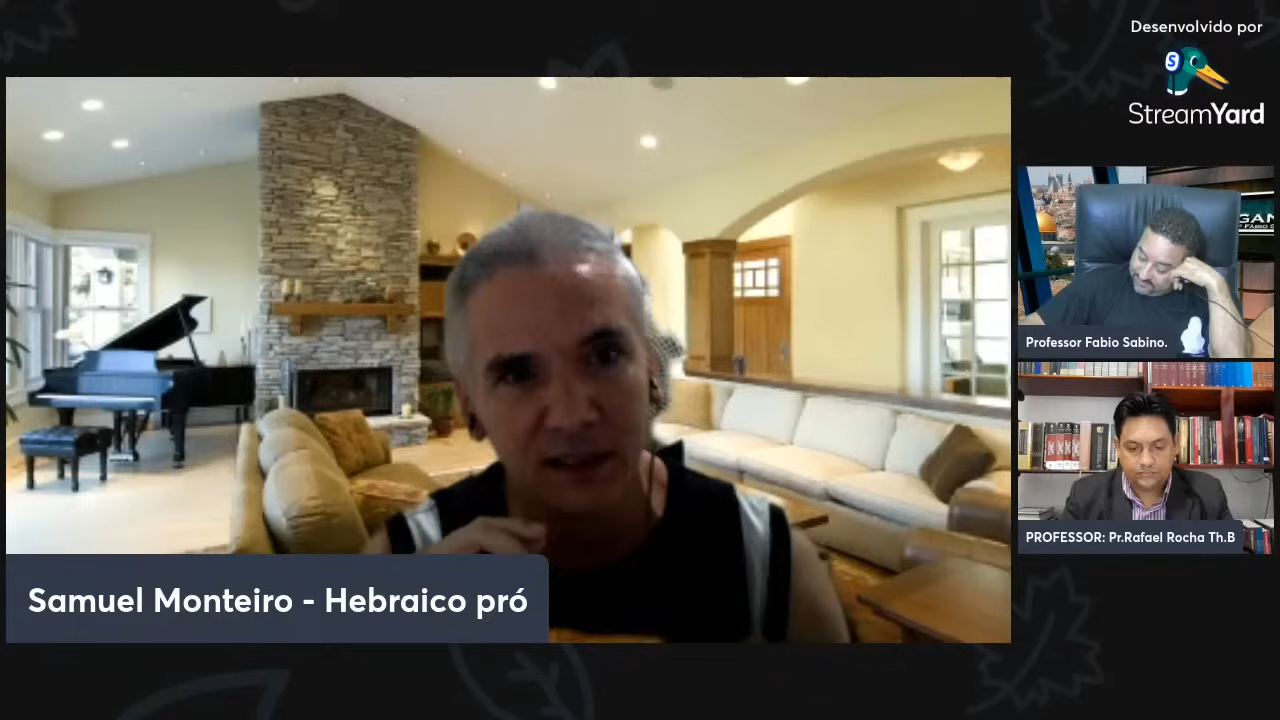 Desenvolvido por
StreamYard
Professor Fabio Sabino.
PROFESSOR: Pr.Rafael Rocha Th.B
Samuel Monteiro - Hebraico pró